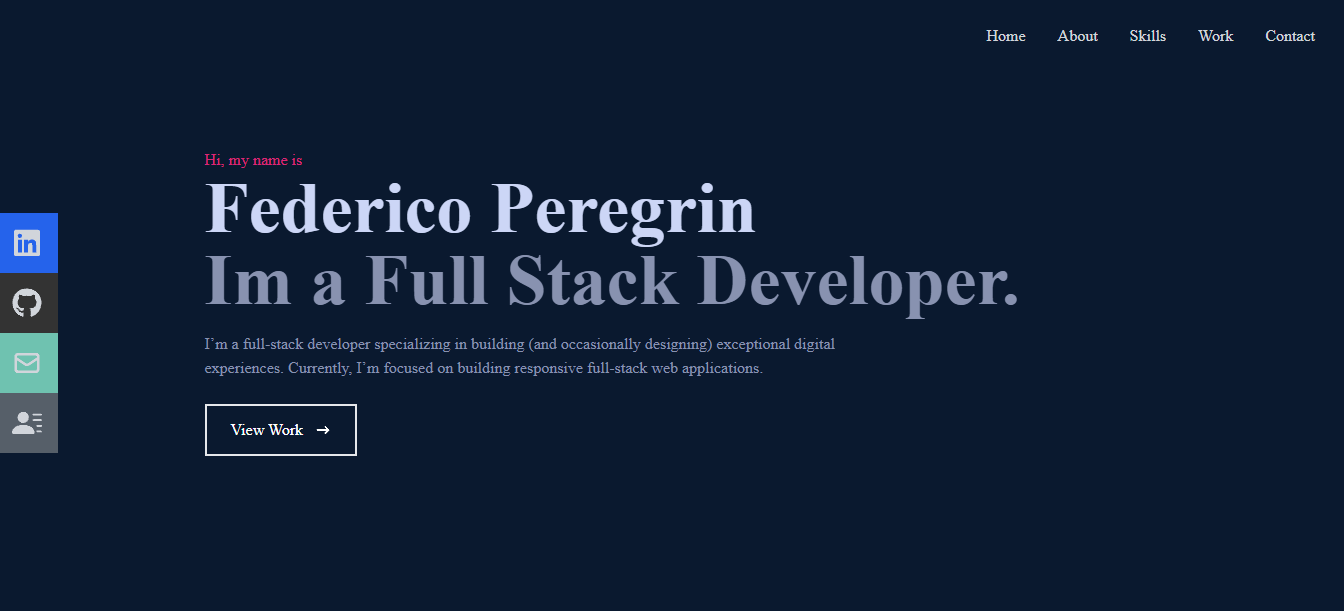 Home About Skills Work Contact
Hi, my name is
Federico Peregrin
Im a Full Stack Developer.
I’m a full-stack developer specializing in building (and occasionally designing) exceptional digital
experiences. Currently, I’m focused on building responsive full-stack web applications.
View Work
in